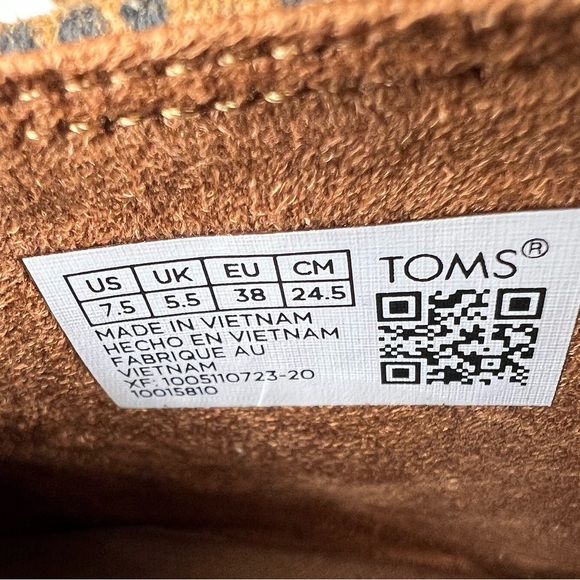 US UK EU CM
7.5 5.5 38 24.5
TOMS®
MADE IN VIETNAM
HECHO EN VIETNAM
FABRIQUE AU
VIETNAM
XF: 1005110723-20
10015810